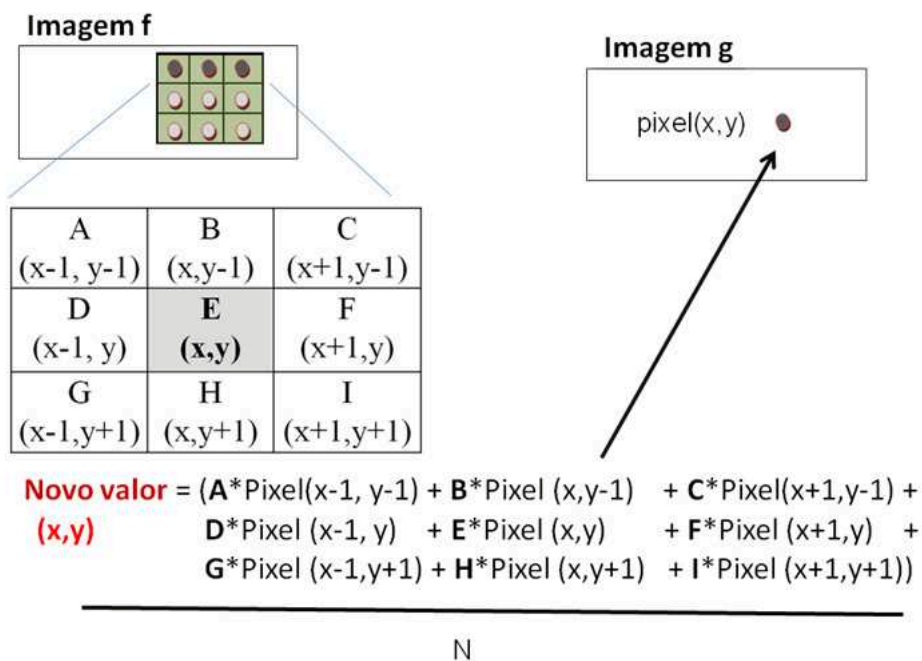 Imagem f
Imagem g
pixel(x,y)
A B C
(x-1, y-1) (x,y-1) (x+1,y-1)
D E F
(x-1, y) (x,y) (x+1,y)
G H I
(x-1,y+1) (x,y+1) (x+1,y+1)
Novo valor = (A*Pixel(x-1, y-1) + B*Pixel (x,y-1) + C*Pixel(x+1,y-1) +
(x,y) D*Pixel (x-1, y) + E*Pixel (x,y) + F*Pixel (x+1,y) +
G*Pixel (x-1,y+1) + H*Pixel (x,y+1) + I*Pixel (x+1,y+1))
N